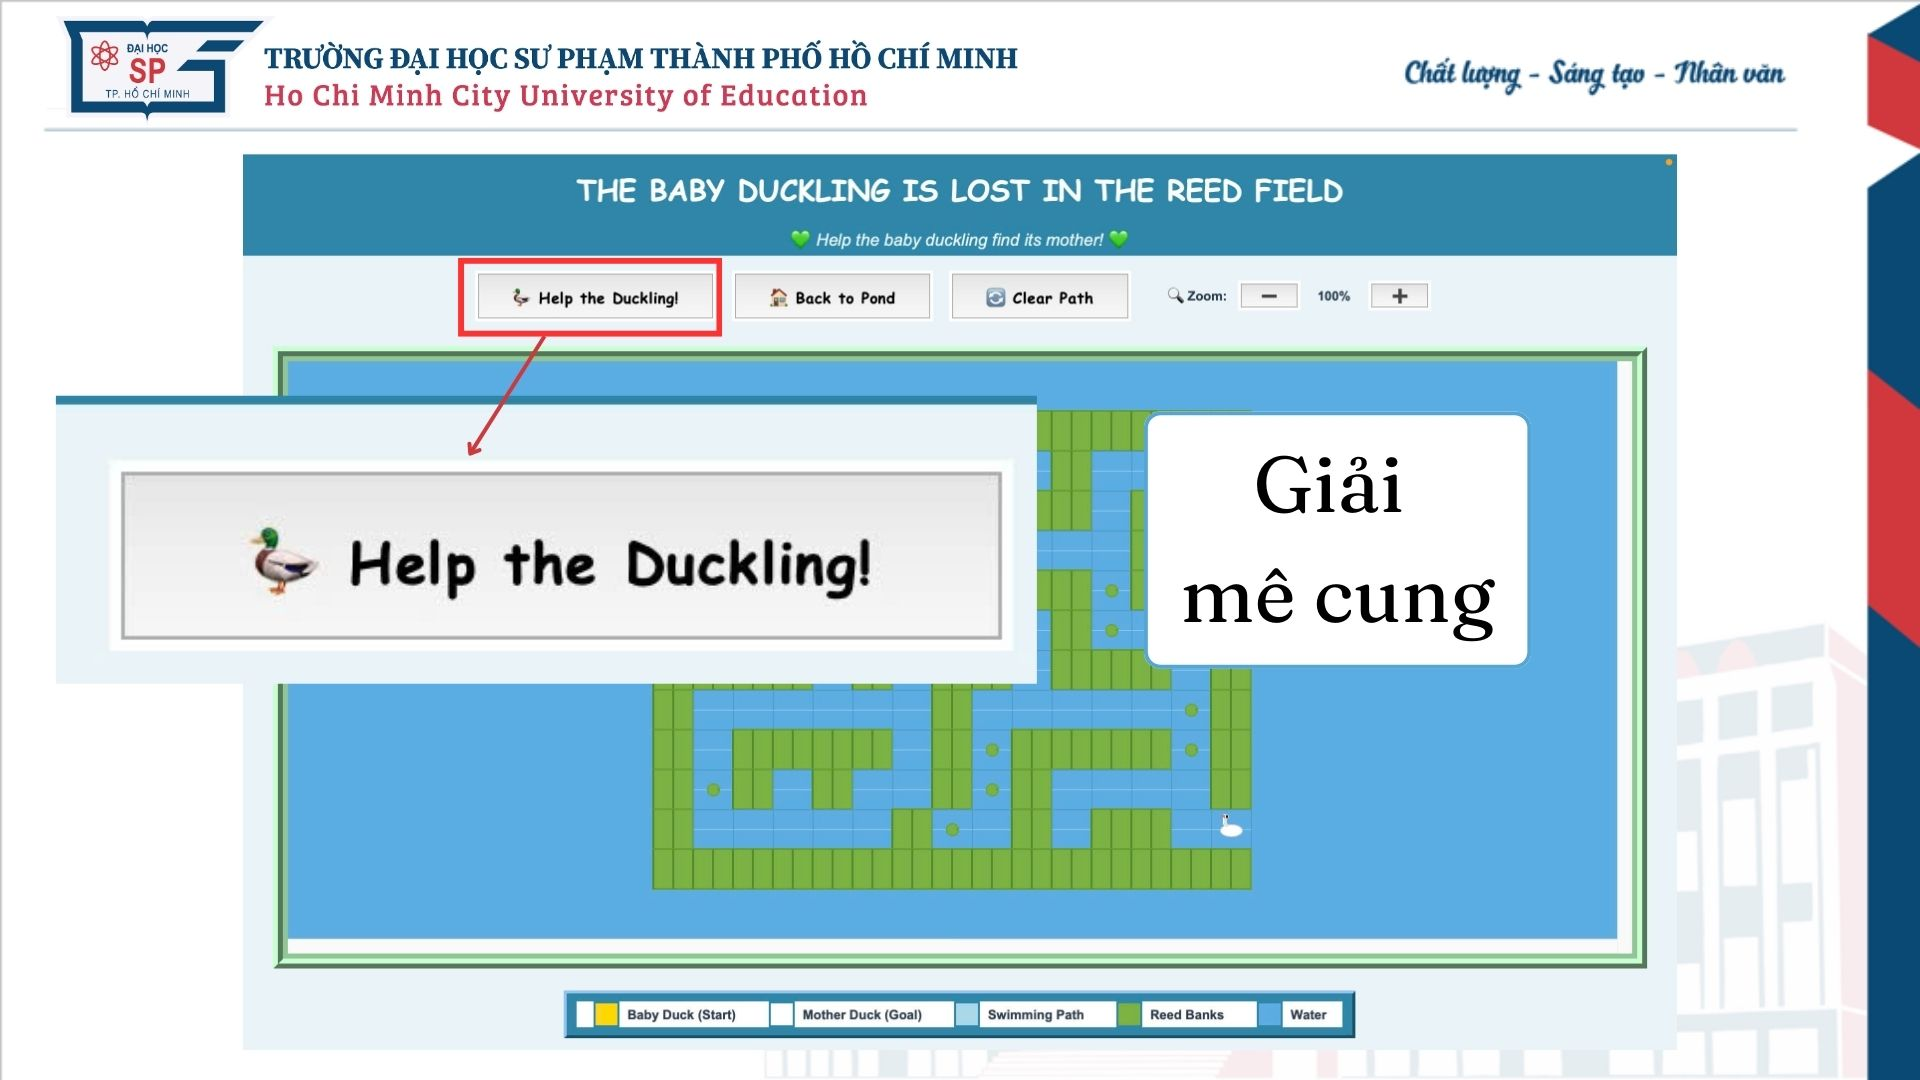 ĐẠI HỌC
SP
TP. HỒ CHÍ MINH
TRƯỜNG ĐẠI HỌC SƯ PHẠM THÀNH PHỐ HỒ CHÍ MINH
Ho Chi Minh City University of Education
Chất lượng - Sáng tạo - Nhân văn
THE BABY DUCKLING IS LOST IN THE REED FIELD
💚 Help the baby duckling find its mother! 💚
Help the Duckling!
Back to Pond
Clear Path
Zoom:
−
100%
+
Help the Duckling!
Giải
mê cung
Baby Duck (Start)
Mother Duck (Goal)
Swimming Path
Reed Banks
Water